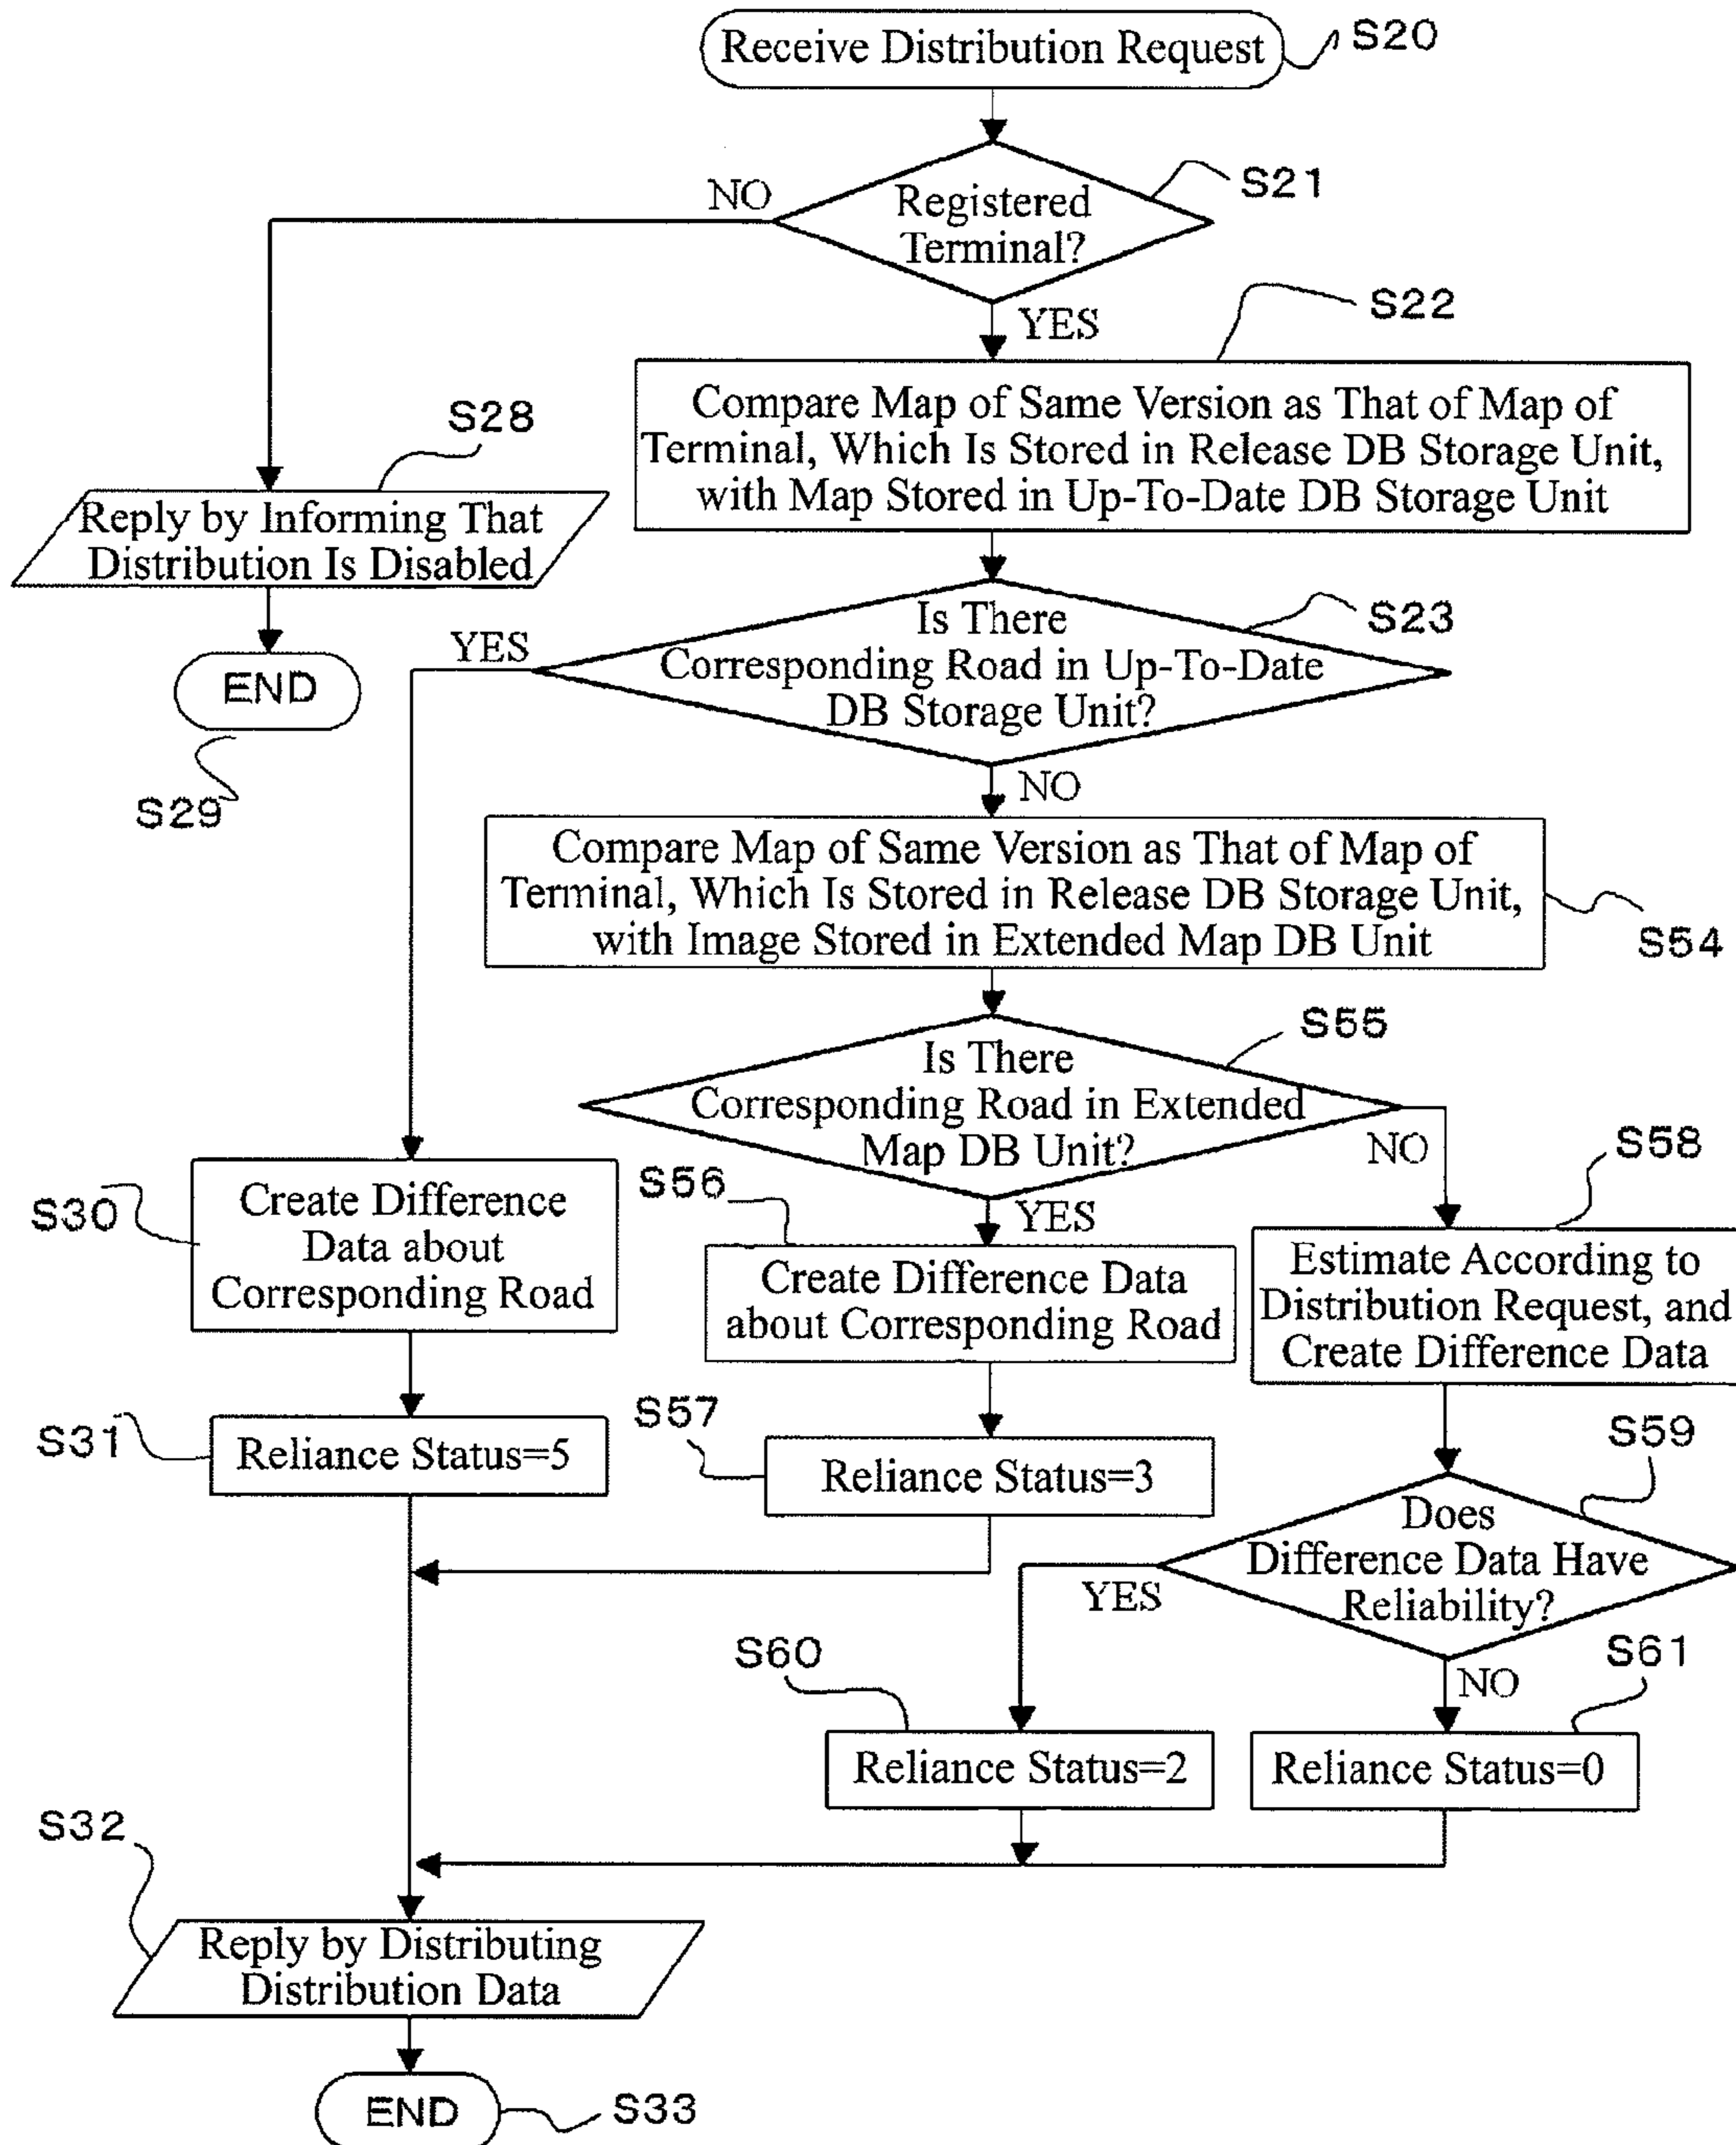 Receive Distribution Request
S20
Registered
Terminal?
S21
NO
YES
S22
Compare Map of Same Version as That of Map of
Terminal, Which Is Stored in Release DB Storage Unit,
with Map Stored in Up-To-Date DB Storage Unit
S28
Reply by Informing That
Distribution Is Disabled
END
S29
Is There
Corresponding Road in Up-To-Date
DB Storage Unit?
S23
YES
NO
Compare Map of Same Version as That of Map of
Terminal, Which Is Stored in Release DB Storage Unit,
with Image Stored in Extended Map DB Unit
S54
Is There
Corresponding Road in Extended
Map DB Unit?
S55
NO
YES
S30
Create Difference
Data about
Corresponding Road
S56
Create Difference Data
about Corresponding Road
S58
Estimate According to
Distribution Request, and
Create Difference Data
S31
Reliance Status=5
S57
Reliance Status=3
S59
Does
Difference Data Have
Reliability?
YES
NO
S60
Reliance Status=2
S61
Reliance Status=0
S32
Reply by Distributing
Distribution Data
END
S33